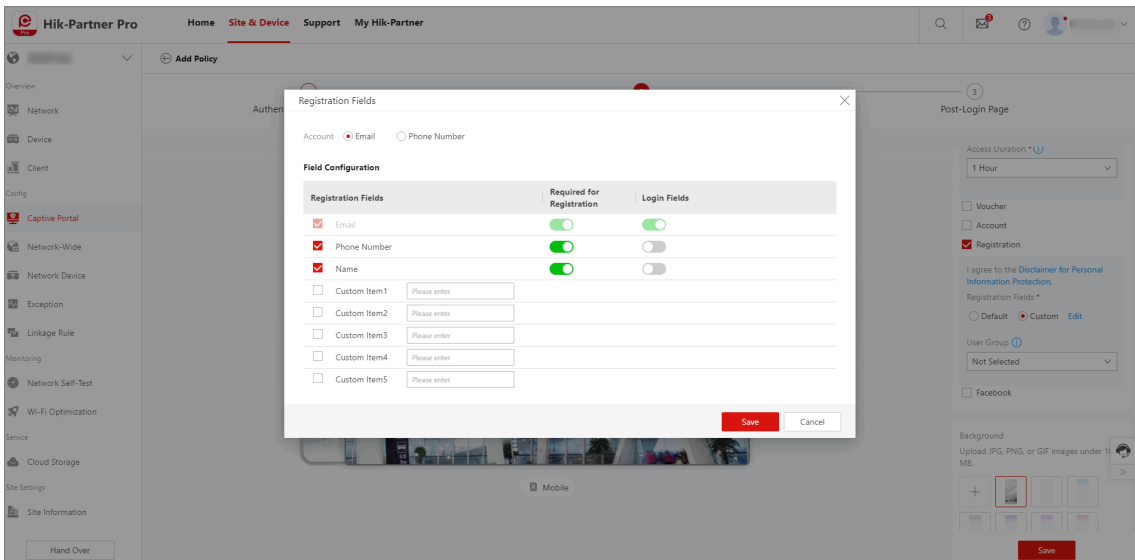 Hik-Partner Pro
Pro
Home
Site & Device
Support
My Hik-Partner
Add Policy
Overview
Network
Device
Client
Config
Captive Portal
Network-Wide
Network Device
Exception
Linkage Rule
Monitoring
Network Self-Test
Wi-Fi Optimization
Service
Cloud Storage
Site Settings
Site Information
Hand Over
Authen
3
Post-Login Page
Registration Fields
Account
Email
Phone Number
Field Configuration
Registration Fields
Required for
Registration
Login Fields
Email
Phone Number
Name
Custom Item1
Please enter
Custom Item2
Please enter
Custom Item3
Please enter
Custom Item4
Please enter
Custom Item5
Please enter
Save
Cancel
Mobile
Access Duration *
1 Hour
Voucher
Account
Registration
I agree to the Disclaimer for Personal
Information Protection.
Registration Fields *
Default
Custom
Edit
User Group
Not Selected
Facebook
Background
Upload JPG, PNG, or GIF images under
MB.
Save